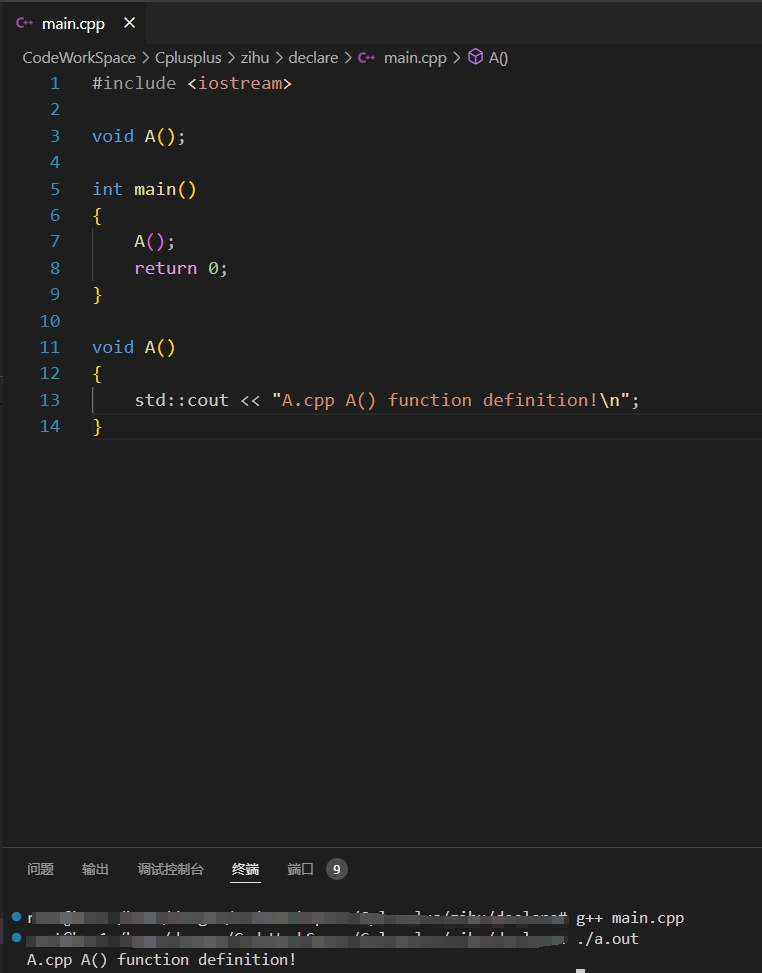 C++ main.cpp ×
CodeWorkSpace > Cplusplus > zihu > declare > C++ main.cpp > A()
1 #include <iostream>
2
3 void A();
4
5 int main()
6 {
7     A();
8     return 0;
9 }
10
11 void A()
12 {
13     std::cout << "A.cpp A() function definition!\n";
14 }
问题 输出 调试控制台 终端 端口 9
g++ main.cpp
./a.out
A.cpp A() function definition!